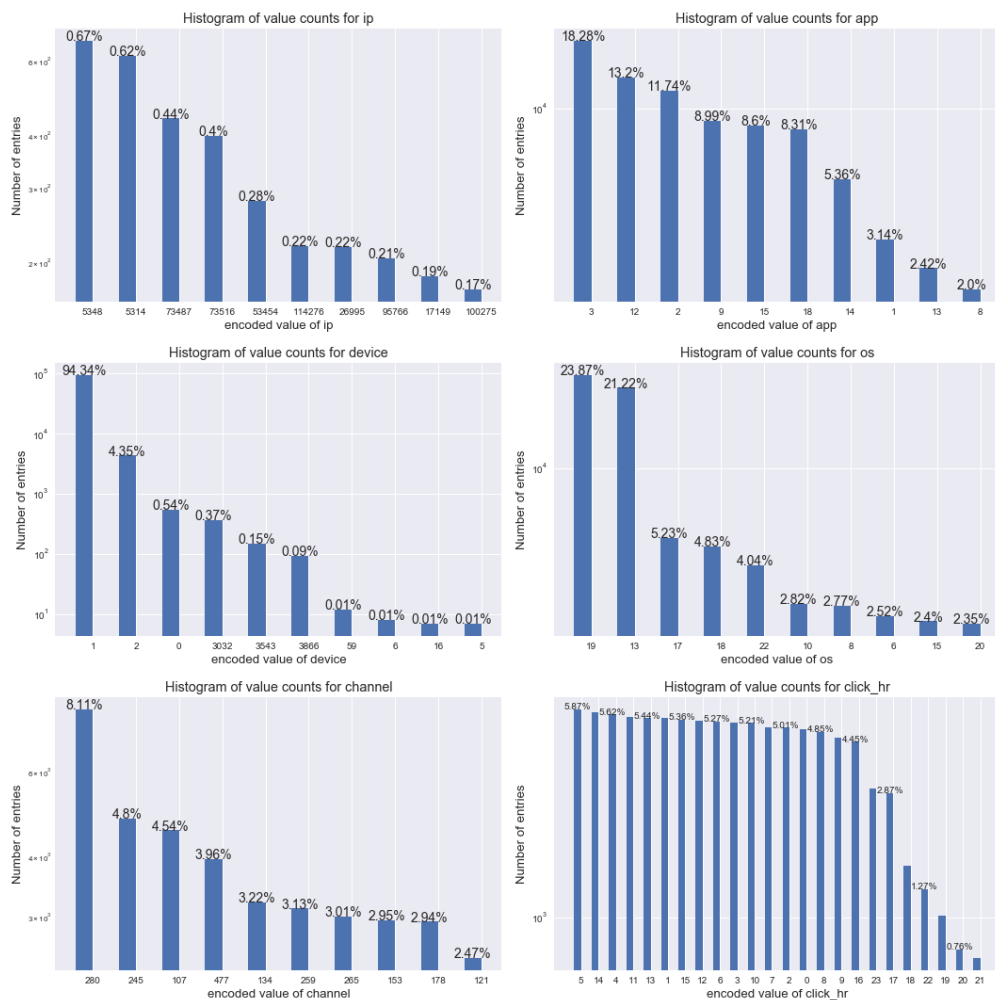 Histogram of value counts for ip
0.67%
0.62%
0.44%
0.4%
0.28%
0.22%
0.22%
0.21%
0.19%
0.17%
6 × 10²
4 × 10²
3 × 10²
2 × 10²
Number of entries
5348 5314 73487 73516 53454 114276 26995 95766 17149 100275
encoded value of ip
Histogram of value counts for app
18.28%
13.2%
11.74%
8.99%
8.6%
8.31%
5.36%
3.14%
2.42%
2.0%
10⁴
Number of entries
3 12 2 9 15 18 14 1 13 8
encoded value of app
Histogram of value counts for device
94.34%
4.35%
0.54%
0.37%
0.15%
0.09%
0.01%
0.01%
0.01%
0.01%
10⁵
10⁴
10³
10²
10¹
Number of entries
1 2 0 3032 3543 3866 59 6 16 5
encoded value of device
Histogram of value counts for os
23.87%
21.22%
5.23%
4.83%
4.04%
2.82%
2.77%
2.52%
2.4%
2.35%
10⁴
Number of entries
19 13 17 18 22 10 8 6 15 20
encoded value of os
Histogram of value counts for channel
8.11%
4.8%
4.54%
3.96%
3.22%
3.13%
3.01%
2.95%
2.94%
2.47%
6 × 10³
4 × 10³
3 × 10³
Number of entries
280 245 107 477 134 259 265 153 178 121
encoded value of channel
Histogram of value counts for click_hr
5.87%
5.62%
5.44%
5.36%
5.27%
5.21%
5.01%
4.85%
4.45%
2.87%
1.27%
0.76%
10³
Number of entries
5 14 4 11 13 1 15 12 6 3 10 7 2 0 8 9 16 23 17 18 22 19 20 21
encoded value of click_hr